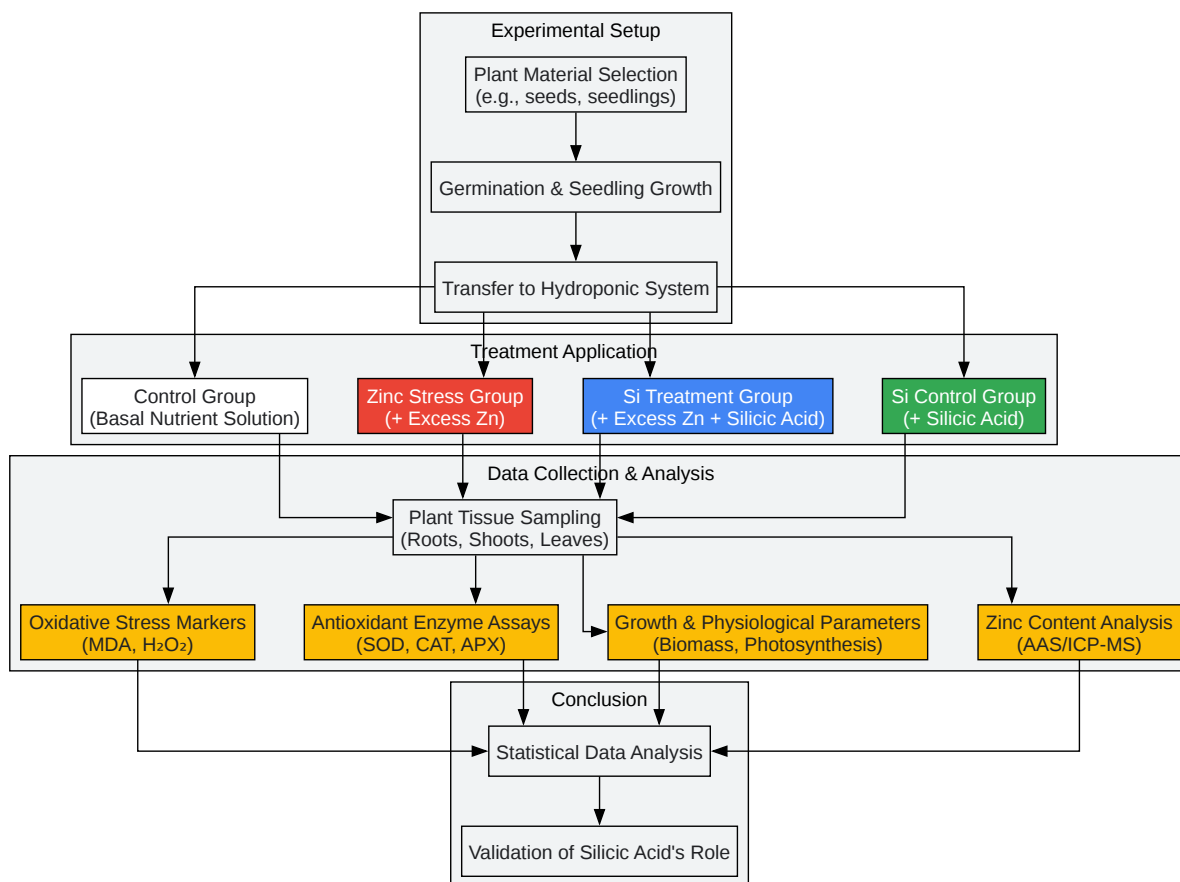 Experimental Setup
Plant Material Selection
(e.g., seeds, seedlings)
Germination & Seedling Growth
Transfer to Hydroponic System
Treatment Application
Control Group
(Basal Nutrient Solution)
Zinc Stress Group
(+ Excess Zn)
Si Treatment Group
(+ Excess Zn + Silicic Acid)
Si Control Group
(+ Silicic Acid)
Data Collection & Analysis
Plant Tissue Sampling
(Roots, Shoots, Leaves)
Oxidative Stress Markers
(MDA, H₂O₂)
Antioxidant Enzyme Assays
(SOD, CAT, APX)
Growth & Physiological Parameters
(Biomass, Photosynthesis)
Zinc Content Analysis
(AAS/ICP-MS)
Conclusion
Statistical Data Analysis
Validation of Silicic Acid's Role